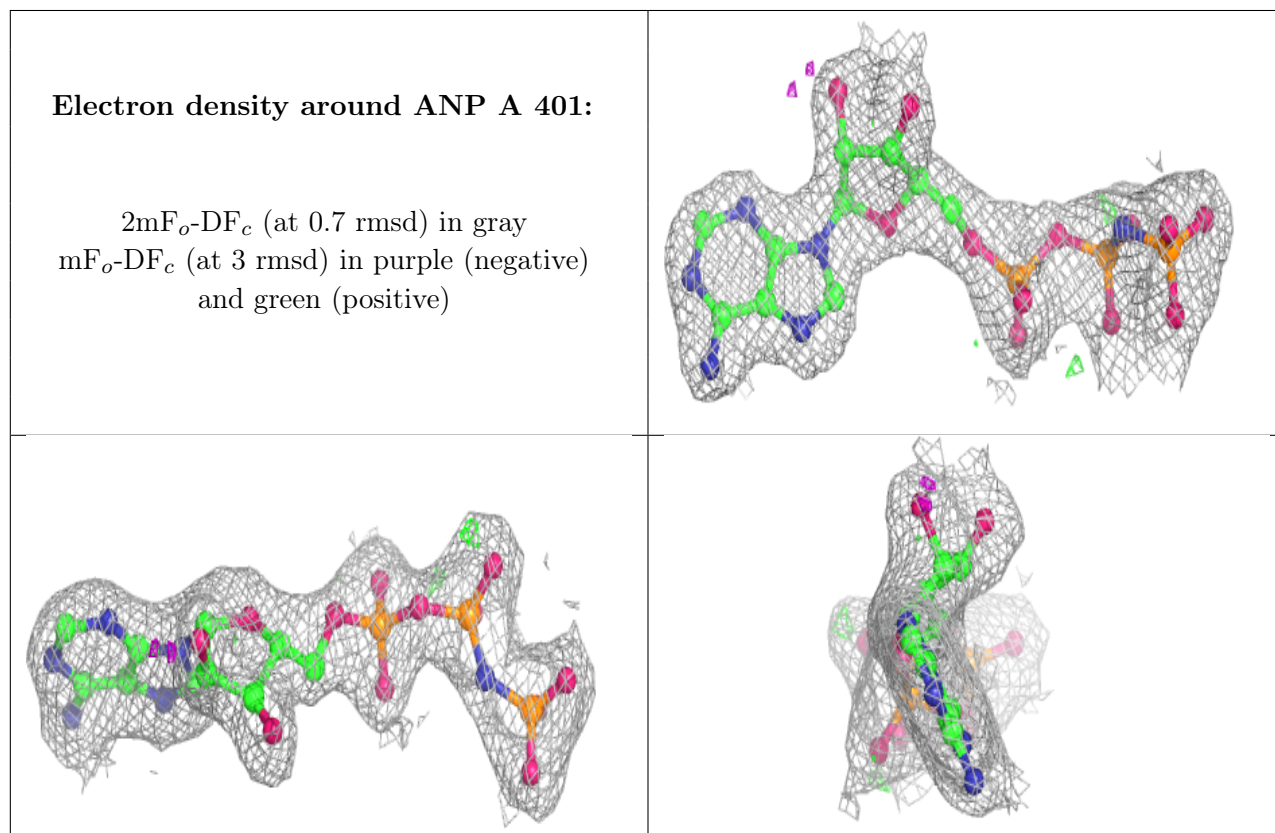 Electron density around ANP A 401:
2mFₒ-DF𝒸 (at 0.7 rmsd) in gray
mFₒ-DF𝒸 (at 3 rmsd) in purple (negative)
and green (positive)